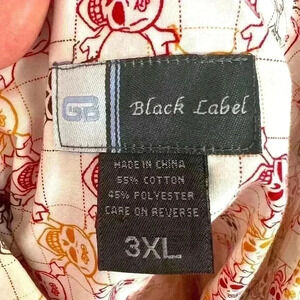 GB
Black Label
MADE IN CHINA
55% COTTON
45% POLYESTER
CARE ON REVERSE
3XL